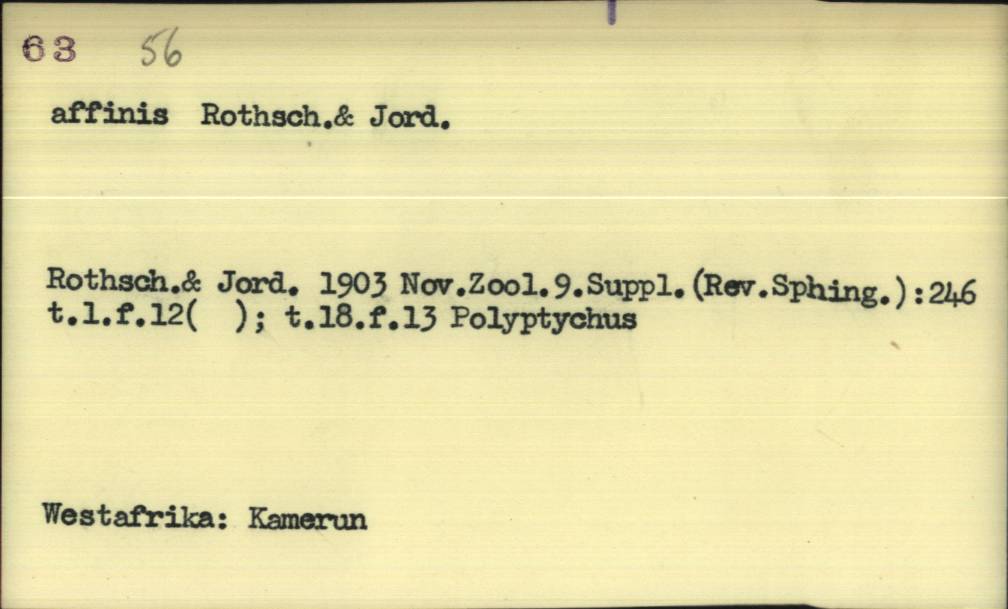 63 56
affinis Rothsch.& Jord.
Rothsch.& Jord. 1903 Nov.Zool.9.Suppl.(Rev.Sphing.):246
t.1.f.12( ); t.18.f.13 Polyptychus
Westafrika: Kamerun